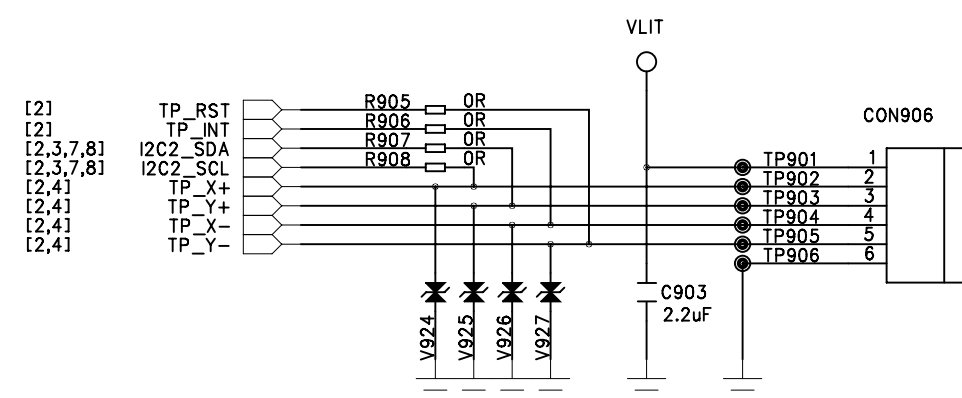 VLIT
CON906
[2] TP_RST R905 0R
[2] TP_INT R906 0R
[2,3,7,8] I2C2_SDA R907 0R
[2,3,7,8] I2C2_SCL R908 0R TP901 1
[2,4] TP_X+ TP902 2
[2,4] TP_Y+ TP903 3
[2,4] TP_X- TP904 4
[2,4] TP_Y- TP905 5
TP906 6
V924 V925 V926 V927
C903
2.2uF